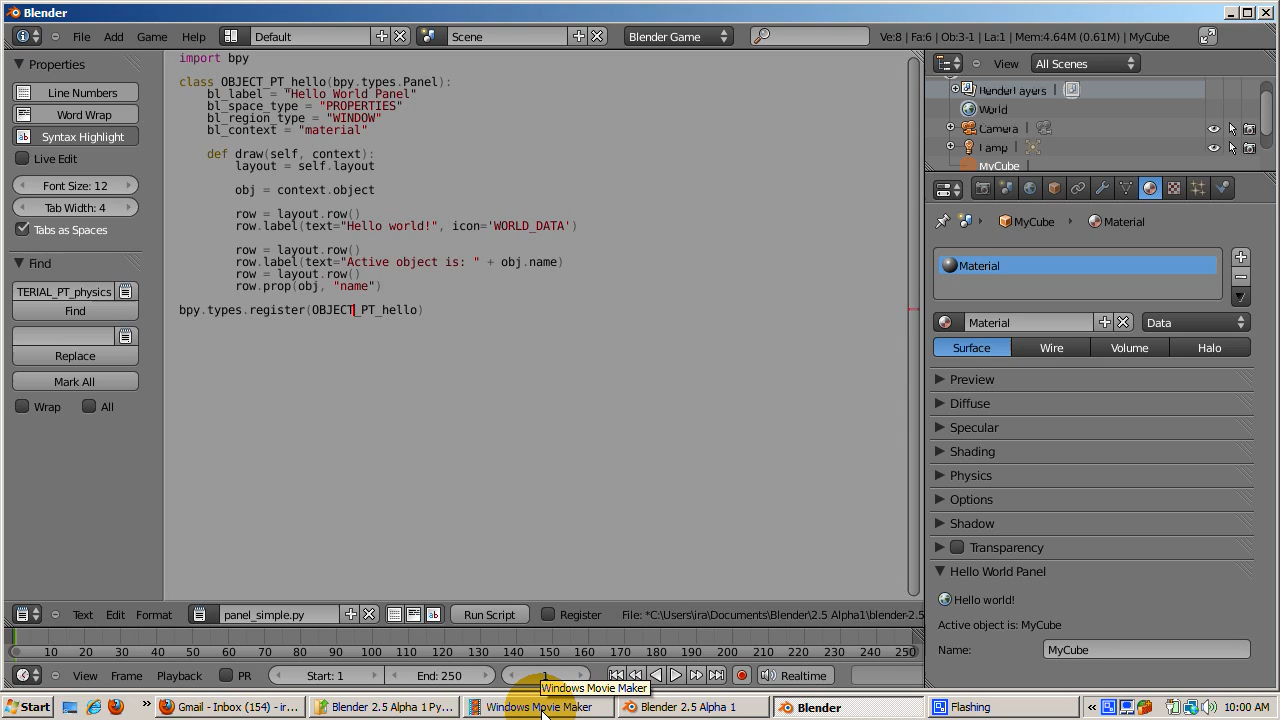 Blender
File Add Game Help Default Scene Blender Game Ve:8 | Fa:6 | Ob:3-1 | La:1 | Mem:4.64M (0.61M) | MyCube
Properties
Line Numbers
Word Wrap
Syntax Highlight
Live Edit
Font Size: 12
Tab Width: 4
Tabs as Spaces
Find
TERIAL_PT_physics
Find
Replace
Mark All
Wrap All
import bpy
class OBJECT_PT_hello(bpy.types.Panel):
bl_label = "Hello World Panel"
bl_space_type = "PROPERTIES"
bl_region_type = "WINDOW"
bl_context = "material"
def draw(self, context):
layout = self.layout
obj = context.object
row = layout.row()
row.label(text="Hello world!", icon='WORLD_DATA')
row = layout.row()
row.label(text="Active object is: " + obj.name)
row = layout.row()
row.prop(obj, "name")
bpy.types.register(OBJECT_PT_hello)
View All Scenes
RenderLayers
World
Camera
Lamp
MyCube
MyCube Material
Material
Material Data
Surface Wire Volume Halo
Preview
Diffuse
Specular
Shading
Physics
Options
Shadow
Transparency
Hello World Panel
Hello world!
Active object is: MyCube
Name: MyCube
Text Edit Format panel_simple.py Run Script Register File: *C:\Users\ira\Documents\Blender\2.5 Alpha1\blender-2.5
10 20 30 40 50 60 70 80 90 100 110 120 130 140 150 160 170 180 190 200 210 220 230 240 250
View Frame Playback PR Start: 1 End: 250 1 Realtime
Windows Movie Maker
Start Gmail - Inbox (154) - ir... Blender 2.5 Alpha 1 Py... Windows Movie Maker Blender 2.5 Alpha 1 Blender Flashing 10:00 AM